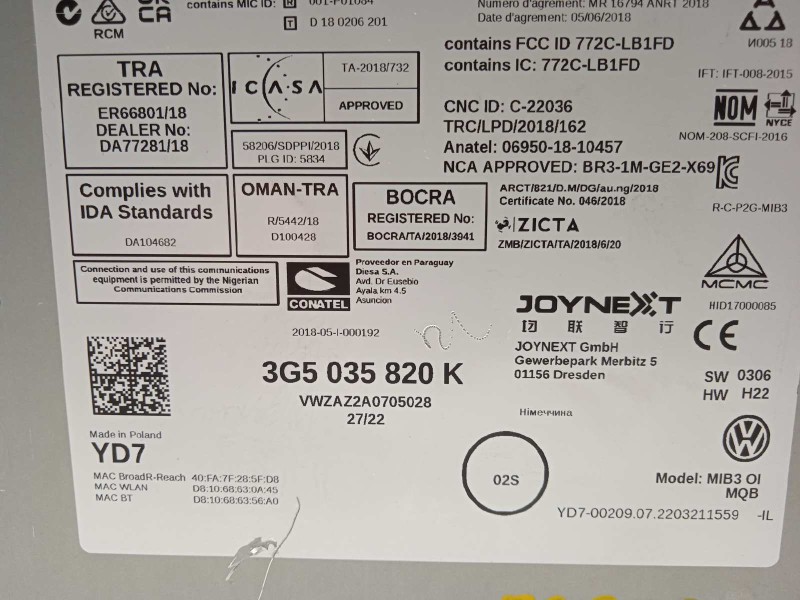 RCM
CA
contains MIC ID: R
T D 18 0206 201
Numéro d'agrément: MR 16794 ANRT 2018
Date d'agrement: 05/06/2018
И005 18
contains FCC ID 772C-LB1FD
contains IC: 772C-LB1FD
IFT: IFT-008-2015
TRA
REGISTERED No:
ER66801/18
DEALER No:
DA77281/18
ICASA
TA-2018/732
APPROVED
58206/SDPPI/2018
PLG ID: 5834
CNC ID: C-22036
TRC/LPD/2018/162
Anatel: 06950-18-10457
NCA APPROVED: BR3-1M-GE2-X69
NOM
NYCE
NOM-208-SCFI-2016
Complies with
IDA Standards
DA104682
OMAN-TRA
R/5442/18
D100428
BOCRA
REGISTERED No:
BOCRA/TA/2018/3941
ARCT/821/D.M/DG/au.ng/2018
Certificate No. 046/2018
ZICTA
ZMB/ZICTA/TA/2018/6/20
R-C-P2G-MIB3
Connection and use of this communications
equipment is permitted by the Nigerian
Communications Commission
CONATEL
Proveedor en Paraguay
Diesa S.A.
Avd. Dr Eusebio
Ayala km 4.5
Asuncion
MCMC
HID17000085
2018-05-I-000192
JOYNEXT
均 联 智 行
JOYNEXT GmbH
Gewerbepark Merbitz 5
01156 Dresden
CE
SW 0306
HW H22
3G5 035 820 K
VWZAZ2A0705028
27/22
Німеччина
Made in Poland
YD7
MAC BroadR-Reach 40:FA:7F:28:5F:D8
MAC WLAN D8:10:68:63:0A:45
MAC BT D8:10:68:63:56:A0
02S
Model: MIB3 OI
MQB
YD7-00209.07.2203211559 -IL